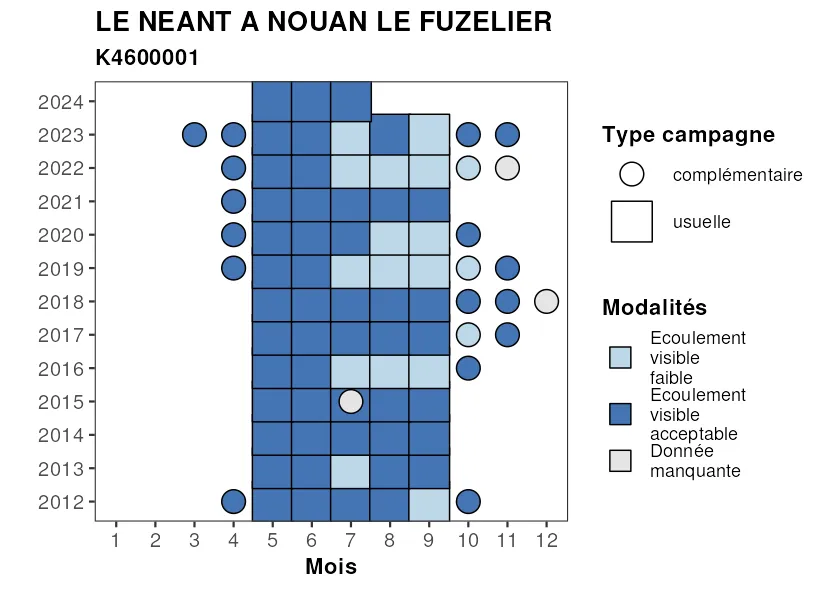 LE NEANT A NOUAN LE FUZELIER
K4600001
2024
2023
2022
2021
2020
2019
2018
2017
2016
2015
2014
2013
2012
1 2 3 4 5 6 7 8 9 10 11 12
Mois
Type campagne
complémentaire
usuelle
Modalités
Ecoulement
visible
faible
Ecoulement
visible
acceptable
Donnée
manquante